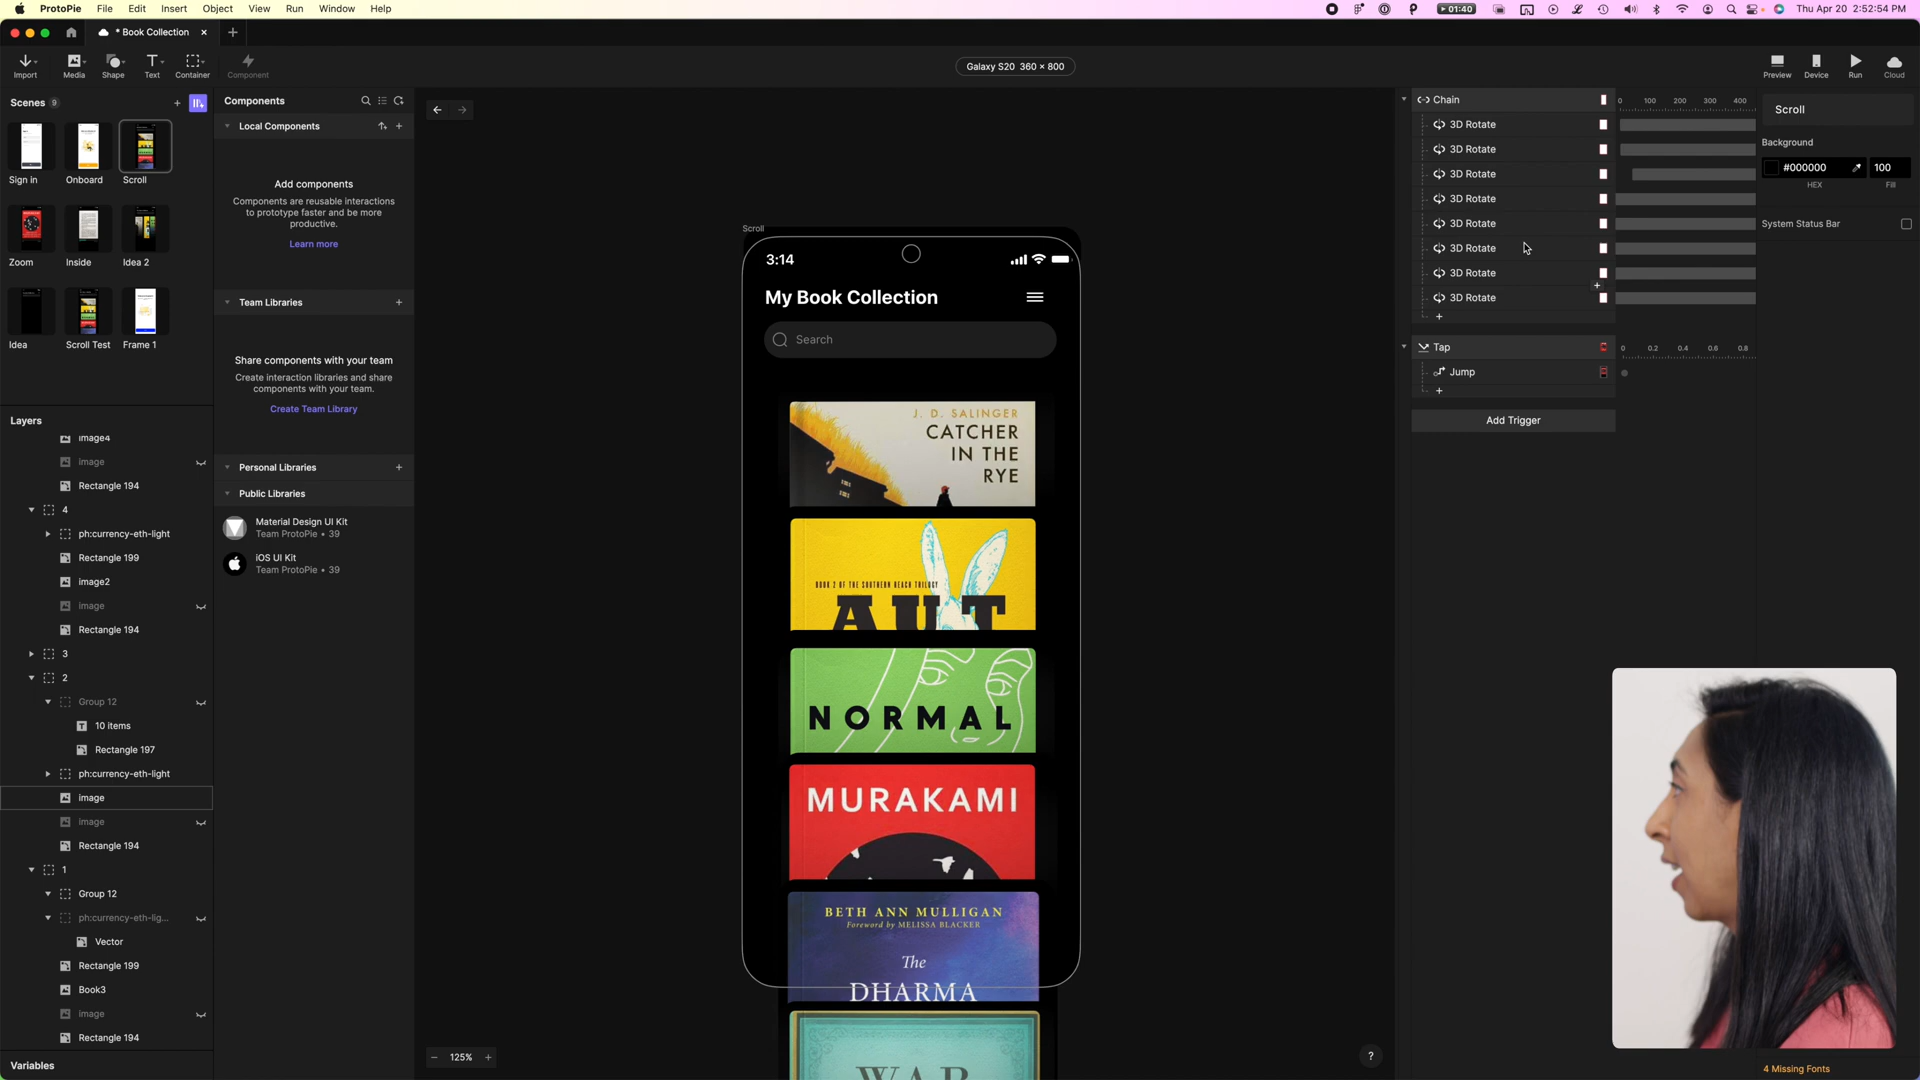 ProtoPie File Edit Insert Object View Run Window Help
01:40
Thu Apr 20 2:52:54 PM
* Book Collection
Import
Media
Shape
Text
Container
Component
Galaxy S20 360 × 800
Preview
Device
Run
Cloud
Scenes 9
Sign in
Onboard
Scroll
Zoom
Inside
Idea 2
Idea
Scroll Test
Frame 1
Layers
image4
image
Rectangle 194
4
ph:currency-eth-light
Rectangle 199
image2
image
Rectangle 194
3
2
Group 12
10 items
Rectangle 197
ph:currency-eth-light
image
image
Rectangle 194
1
Group 12
ph:currency-eth-lig...
Vector
Rectangle 199
Book3
image
Rectangle 194
Variables
Components
Local Components
Add components
Components are reusable interactions
to prototype faster and be more
productive.
Learn more
Team Libraries
Share components with your team
Create interaction libraries and share
components with your team.
Create Team Library
Personal Libraries
Public Libraries
Material Design UI Kit
Team ProtoPie • 39
iOS UI Kit
Team ProtoPie • 39
Scroll
3:14
My Book Collection
Search
J. D. SALINGER
CATCHER
IN THE
RYE
BOOK 2 OF THE SOUTHERN REACH TRILOGY
AUT
NORMAL
MURAKAMI
BETH ANN MULLIGAN
Foreword by MELISSA BLACKER
The
DHARMA
WAR
125%
?
Chain
0 100 200 300 400
3D Rotate
3D Rotate
3D Rotate
3D Rotate
3D Rotate
3D Rotate
3D Rotate
3D Rotate
Tap
0 0.2 0.4 0.6 0.8
Jump
Add Trigger
Scroll
Background
#000000
100
HEX
Fill
System Status Bar
4 Missing Fonts